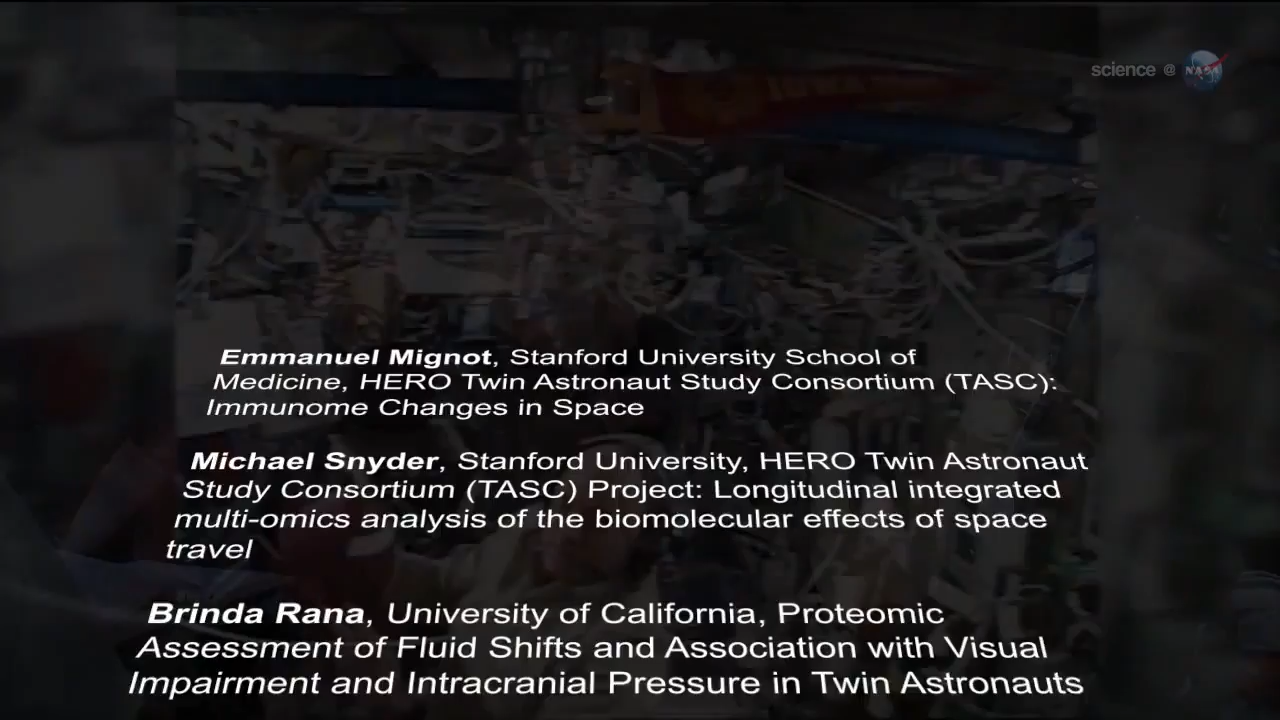 science @ NASA
Emmanuel Mignot, Stanford University School of
Medicine, HERO Twin Astronaut Study Consortium (TASC):
Immunome Changes in Space
Michael Snyder, Stanford University, HERO Twin Astronaut
Study Consortium (TASC) Project: Longitudinal integrated
multi-omics analysis of the biomolecular effects of space
travel
Brinda Rana, University of California, Proteomic
Assessment of Fluid Shifts and Association with Visual
Impairment and Intracranial Pressure in Twin Astronauts